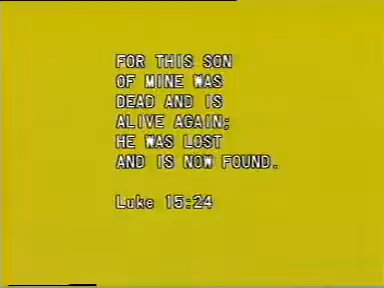 FOR THIS SON
OF MINE WAS
DEAD AND IS
ALIVE AGAIN;
HE WAS LOST
AND IS NOW FOUND.
Luke 15:24